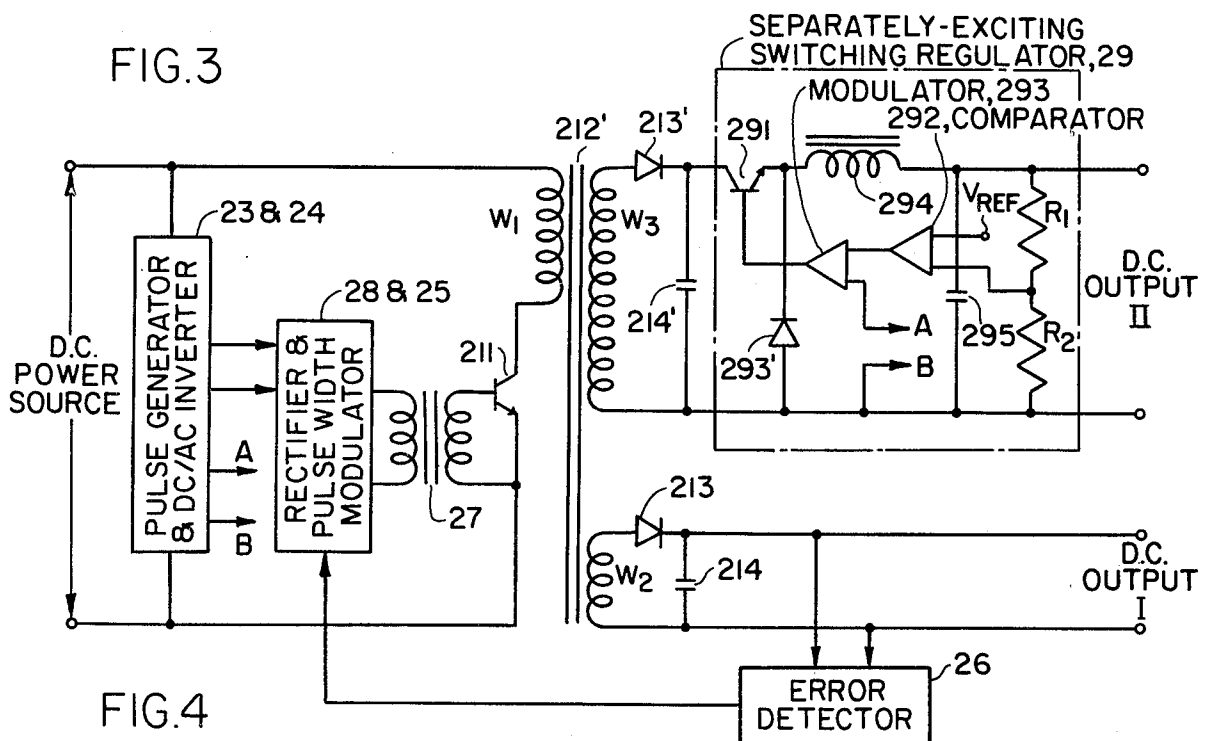 FIG.3
SEPARATELY-EXCITING
SWITCHING REGULATOR,29
MODULATOR,293
292,COMPARATOR
212'
213'
291
294
VREF
R1
W1
W3
23 & 24
PULSE GENERATOR
& DC/AC INVERTER
28 & 25
RECTIFIER &
PULSE WIDTH
MODULATOR
211
214'
293'
A
B
295
R2
D.C.
OUTPUT
II
D.C.
POWER
SOURCE
A
B
27
213
W2
214
D.C.
OUTPUT
I
26
ERROR
DETECTOR
FIG.4